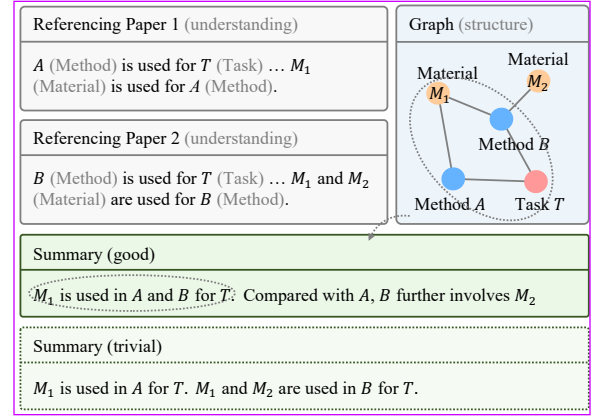 Referencing Paper 1 (understanding)
A (Method) is used for T (Task) … M₁
(Material) is used for A (Method).
Referencing Paper 2 (understanding)
B (Method) is used for T (Task) … M₁ and M₂
(Material) are used for B (Method).
Graph (structure)
Material
Material
M₁
M₂
Method B
Method A
Task T
Summary (good)
M₁ is used in A and B for T. Compared with A, B further involves M₂
Summary (trivial)
M₁ is used in A for T. M₁ and M₂ are used in B for T.